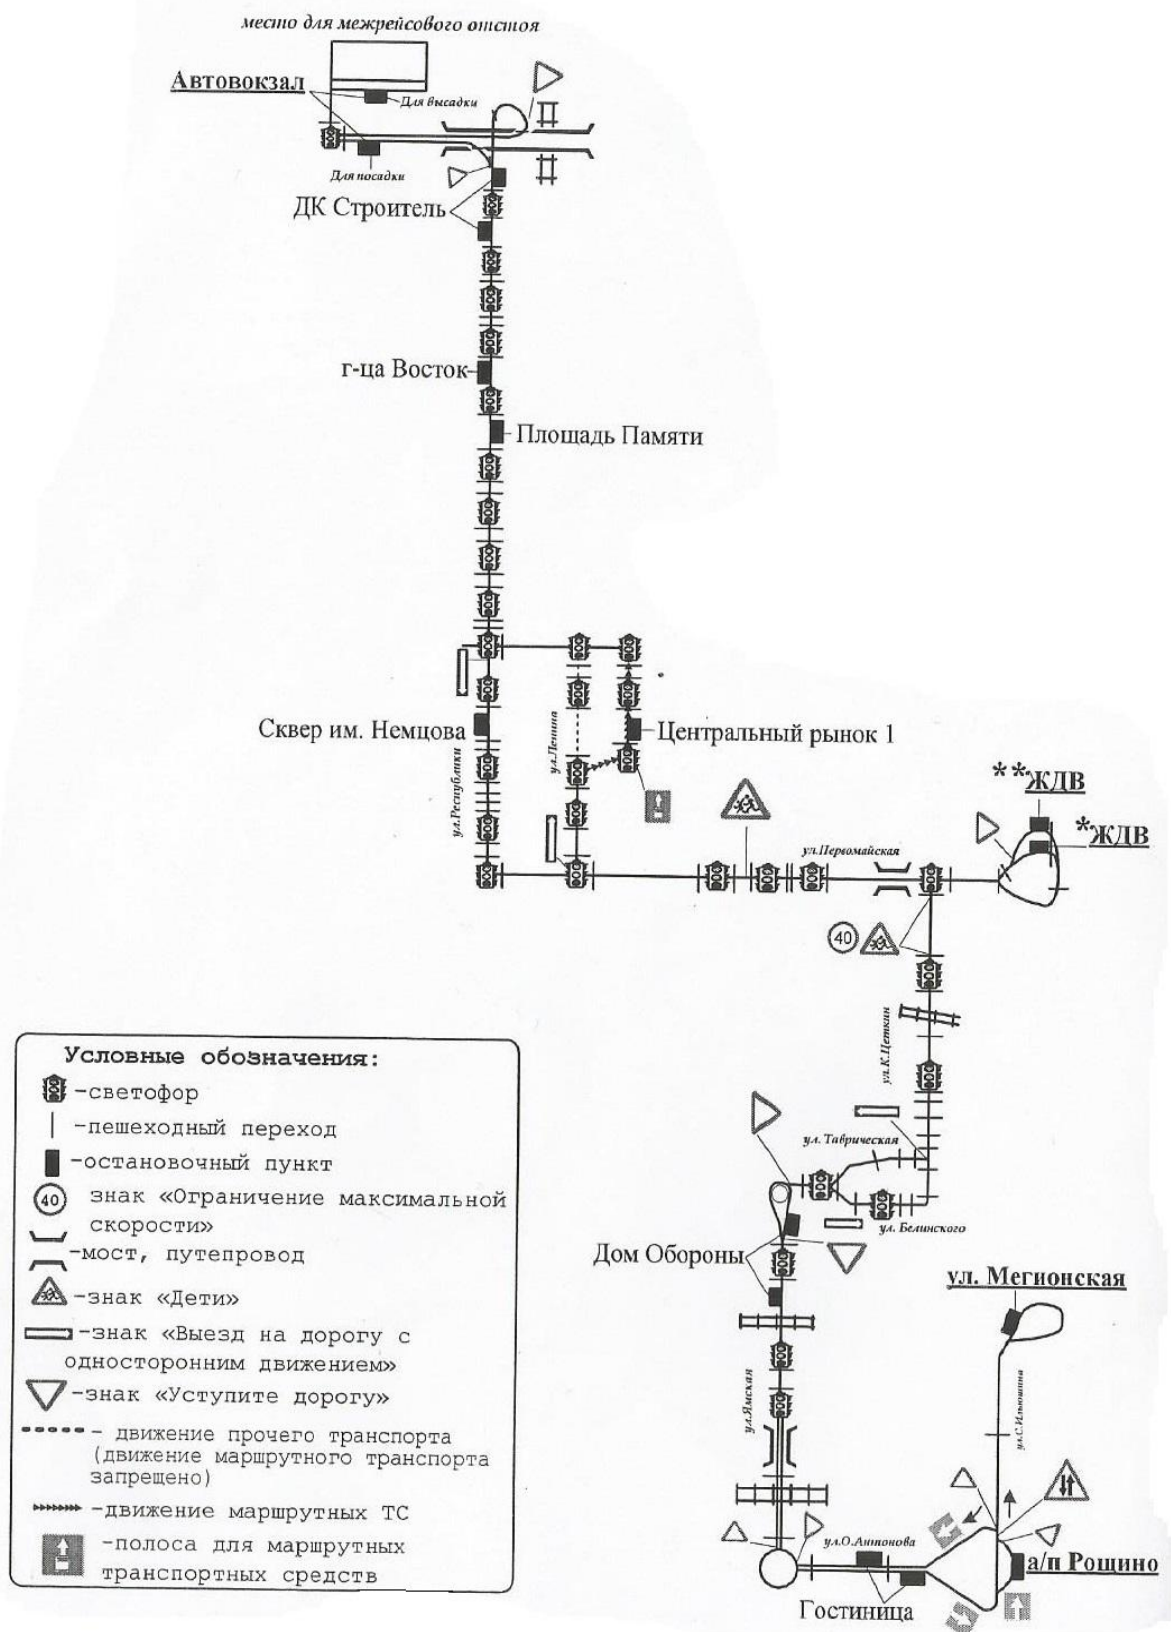 место для межрейсового отстоя
Автовокзал
Для высадки
Для посадки
ДК Строитель
г-ца Восток
Площадь Памяти
Сквер им. Немцова
ул.Республики
ул.Ленина
Центральный рынок 1
**ЖДВ
*ЖДВ
ул.Первомайская
40
ул.К.Цеткин
ул. Таврическая
ул. Белинского
Дом Обороны
ул. Мегионская
ул.Ямская
ул.С.Ильюшина
ул.О.Антонова
а/п Рощино
Гостиница
Условные обозначения:
-светофор
-пешеходный переход
-остановочный пункт
40
знак «Ограничение максимальной
скорости»
-мост, путепровод
-знак «Дети»
-знак «Выезд на дорогу с
односторонним движением»
-знак «Уступите дорогу»
- движение прочего транспорта
(движение маршрутного транспорта
запрещено)
-движение маршрутных ТС
-полоса для маршрутных
транспортных средств